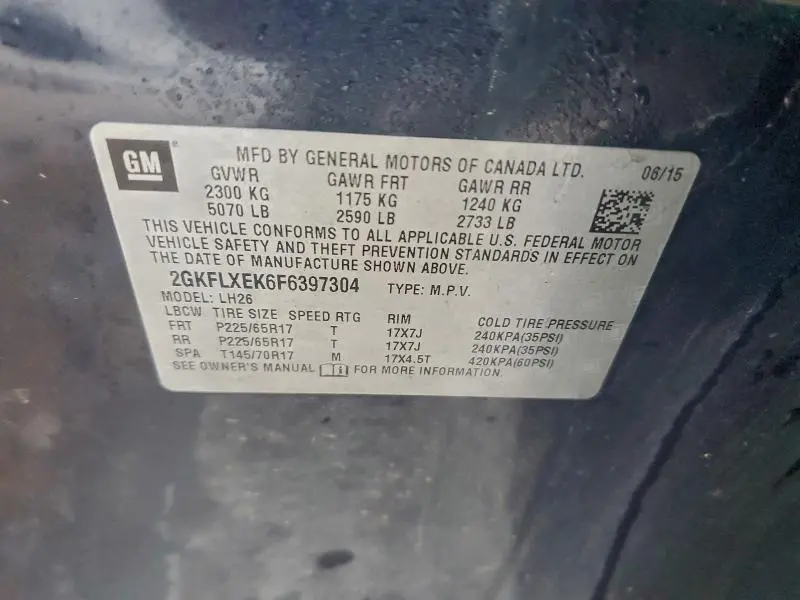 GM ® MFD BY GENERAL MOTORS OF CANADA LTD. 06/15
GVWR GAWR FRT GAWR RR
2300 KG 1175 KG 1240 KG
5070 LB 2590 LB 2733 LB
THIS VEHICLE CONFORMS TO ALL APPLICABLE U.S. FEDERAL MOTOR
VEHICLE SAFETY AND THEFT PREVENTION STANDARDS IN EFFECT ON
THE DATE OF MANUFACTURE SHOWN ABOVE.
2GKFLXEK6F6397304 TYPE: M.P.V.
MODEL: LH26
LBCW TIRE SIZE SPEED RTG RIM COLD TIRE PRESSURE
FRT P225/65R17 T 17X7J 240KPA(35PSI)
RR P225/65R17 T 17X7J 240KPA(35PSI)
SPA T145/70R17 M 17X4.5T 420KPA(60PSI)
SEE OWNER'S MANUAL i FOR MORE INFORMATION.